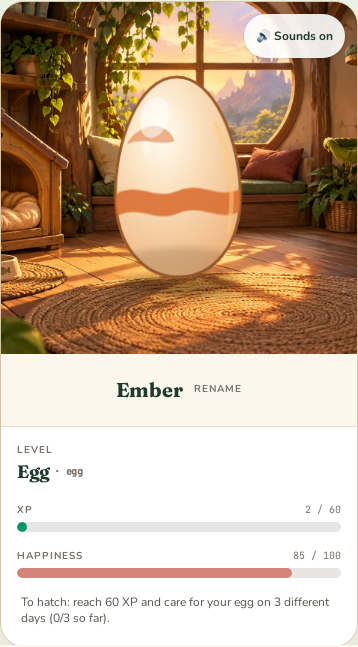 🔊 Sounds on
Ember RENAME
LEVEL
Egg · egg
XP 2 / 60
HAPPINESS 85 / 100
To hatch: reach 60 XP and care for your egg on 3 different
days (0/3 so far).